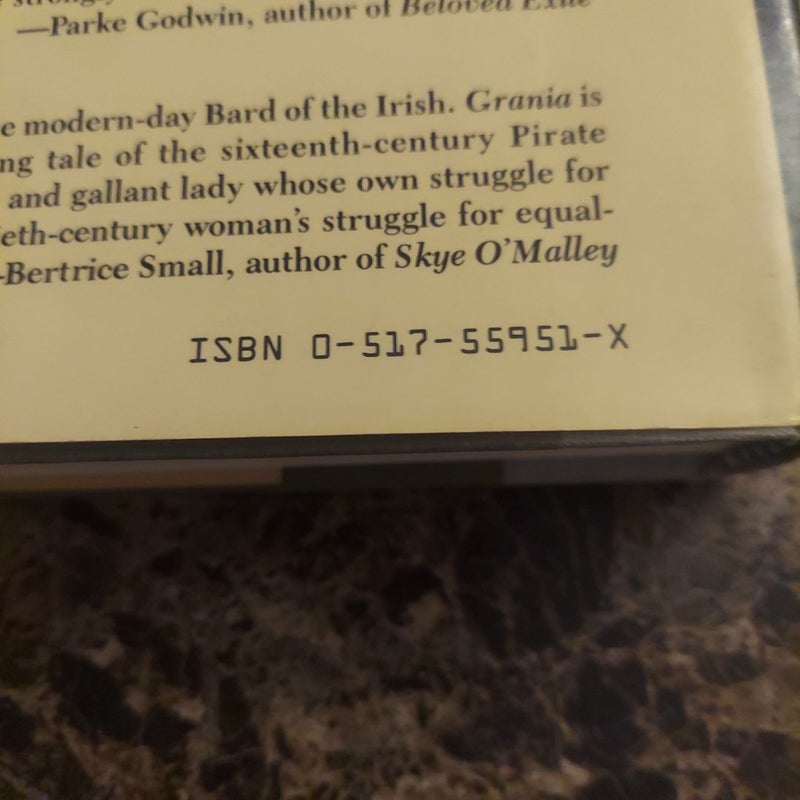 —Parke Godwin, author of Beloved Exile
e modern-day Bard of the Irish. Grania is
ng tale of the sixteenth-century Pirate
and gallant lady whose own struggle for
eth-century woman's struggle for equal-
-Bertrice Small, author of Skye O'Malley
ISBN 0-517-55951-X